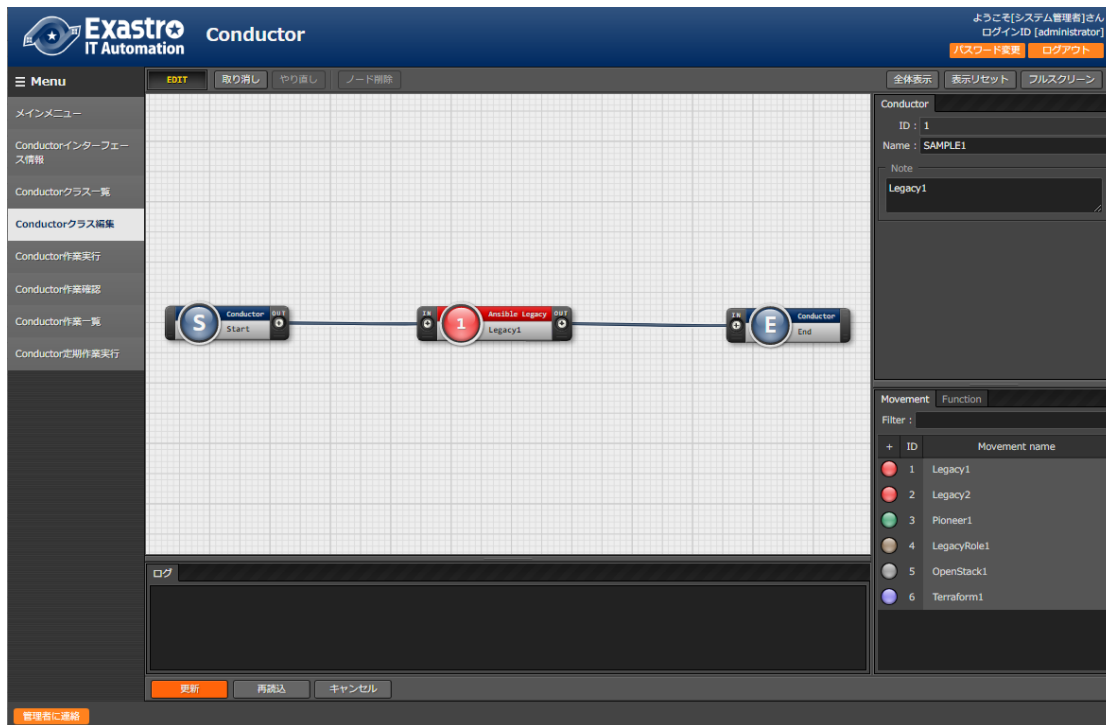 Exastro
IT Automation
Conductor
ようこそ[システム管理者]さん
ログインID [administrator]
パスワード変更 ログアウト
Menu
EDIT 取り消し やり直し ノード削除 全体表示 表示リセット フルスクリーン
メインメニュー
Conductorインターフェー
ス情報
Conductorクラス一覧
Conductorクラス編集
Conductor作業実行
Conductor作業確認
Conductor作業一覧
Conductor定期作業実行
S Conductor OUT
Start
IN 1 Ansible Legacy OUT
Legacy1
IN E Conductor
End
Conductor
ID : 1
Name : SAMPLE1
Note
Legacy1
Movement Function
Filter :
+ ID Movement name
1 Legacy1
2 Legacy2
3 Pioneer1
4 LegacyRole1
5 OpenStack1
6 Terraform1
ログ
更新 再読込 キャンセル
管理者に連絡